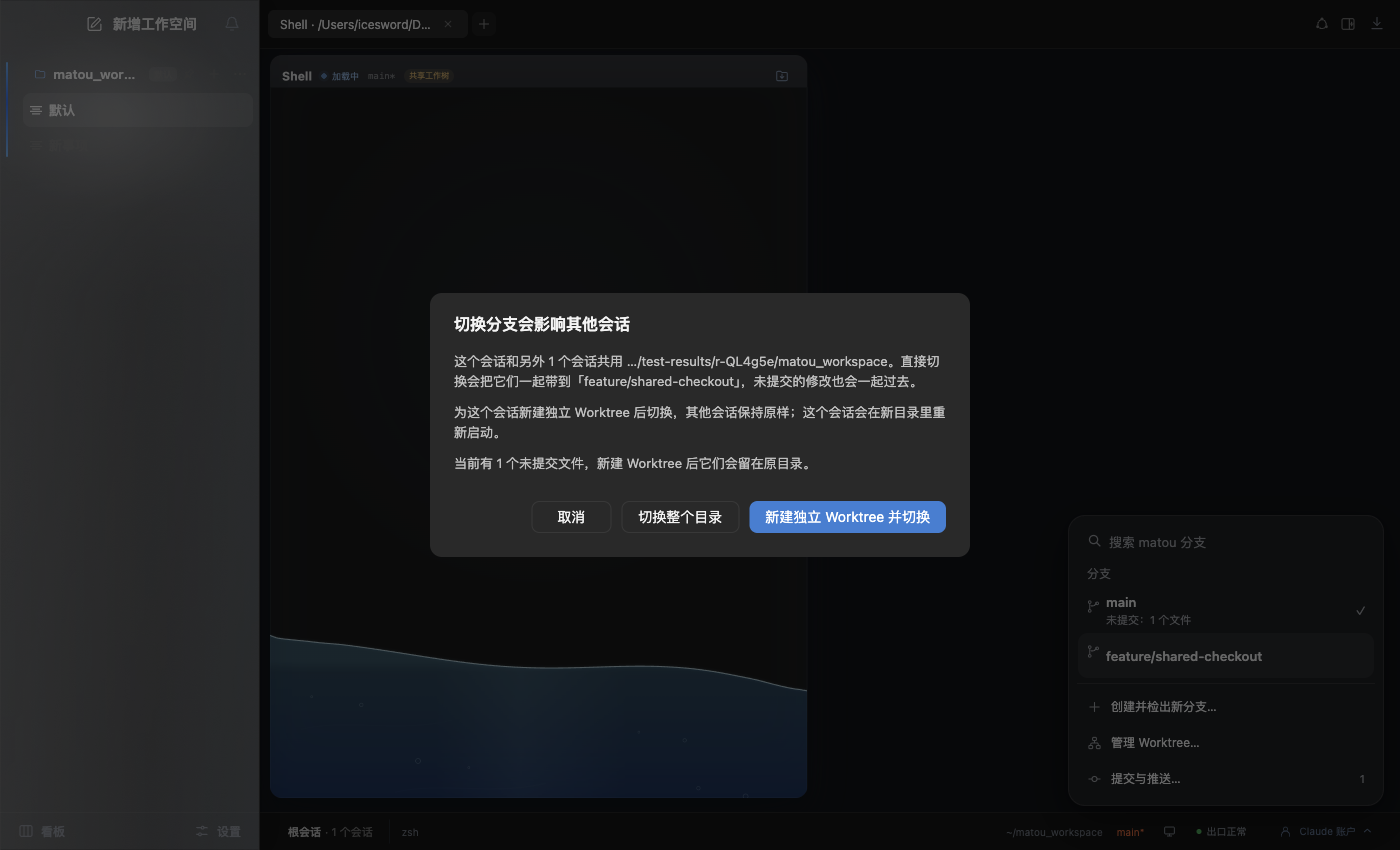 新增工作空间
Shell · /Users/icesword/D...
matou_wor...
默认
Shell 加载中 main* 共享工作树
切换分支会影响其他会话
这个会话和另外 1 个会话共用 .../test-results/r-QL4g5e/matou_workspace。直接切
换会把它们一起带到「feature/shared-checkout」，未提交的修改也会一起过去。
为这个会话新建独立 Worktree 后切换，其他会话保持原样；这个会话会在新目录里重
新启动。
当前有 1 个未提交文件，新建 Worktree 后它们会留在原目录。
取消 切换整个目录 新建独立 Worktree 并切换
搜索 matou 分支
分支
main
未提交：1 个文件
feature/shared-checkout
创建并检出新分支...
管理 Worktree...
提交与推送... 1
看板 设置
根会话 · 1 个会话 zsh
~/matou_workspace main* 出口正常 Claude 账户